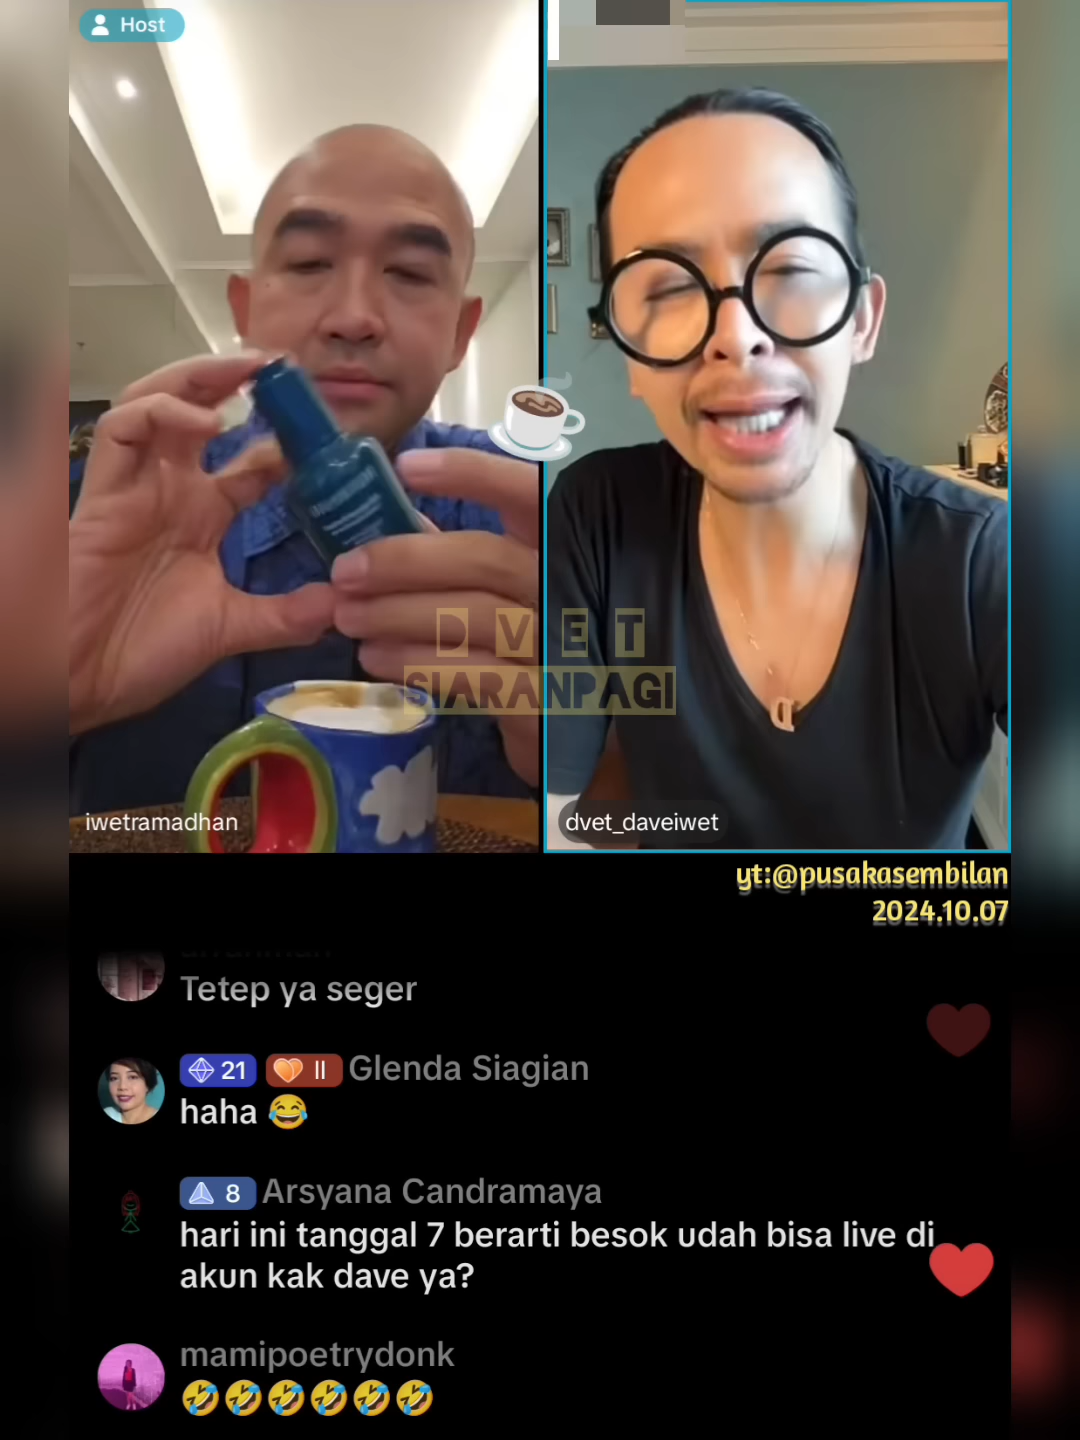 Host
iwetramadhan
dvet_daveiwet
D V E T
SIARANPAGI
yt:@pusakasembilan
2024.10.07
Tetep ya seger
21 II Glenda Siagian
haha 😂
8 Arsyana Candramaya
hari ini tanggal 7 berarti besok udah bisa live di
akun kak dave ya?
mamipoetrydonk
🤣🤣🤣🤣🤣🤣